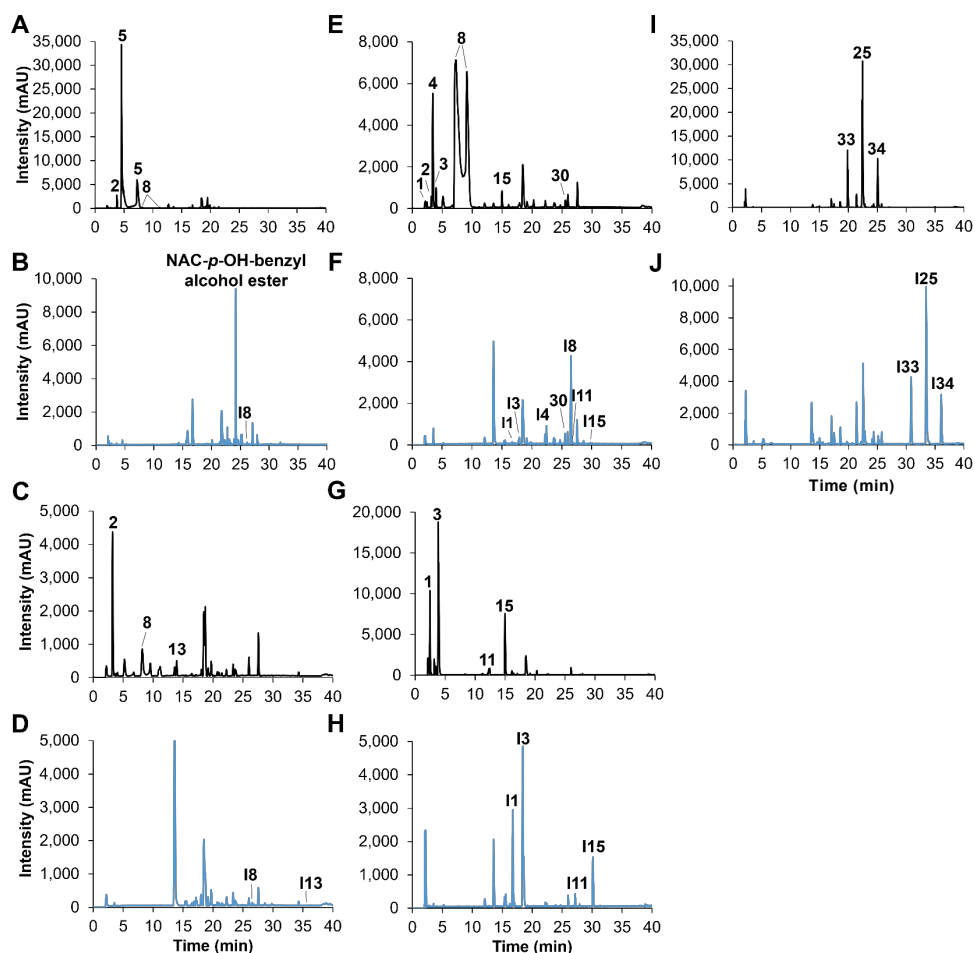 A
Intensity (mAU)
35,000
30,000
25,000
20,000
15,000
10,000
5,000
0
5
2
5
8
0 5 10 15 20 25 30 35 40
E
8,000
6,000
4,000
2,000
0
8
4
2
3
1
15
30
0 5 10 15 20 25 30 35 40
I
35,000
30,000
25,000
20,000
15,000
10,000
5,000
0
25
33
34
0 5 10 15 20 25 30 35 40
B
Intensity (mAU)
NAC-p-OH-benzyl
alcohol ester
10,000
8,000
6,000
4,000
2,000
0
I8
0 5 10 15 20 25 30 35 40
F
8,000
6,000
4,000
2,000
0
I8
I3
30
I11
I1
I4
I15
0 5 10 15 20 25 30 35 40
J
10,000
8,000
6,000
4,000
2,000
0
I25
I33
I34
0 5 10 15 20 25 30 35 40
Time (min)
C
Intensity (mAU)
5,000
4,000
3,000
2,000
1,000
0
2
8
13
0 5 10 15 20 25 30 35 40
G
20,000
15,000
10,000
5,000
0
3
1
15
11
0 5 10 15 20 25 30 35 40
D
Intensity (mAU)
5,000
4,000
3,000
2,000
1,000
0
I8
I13
0 5 10 15 20 25 30 35 40
Time (min)
H
5,000
4,000
3,000
2,000
1,000
0
I3
I1
I15
I11
0 5 10 15 20 25 30 35 40
Time (min)